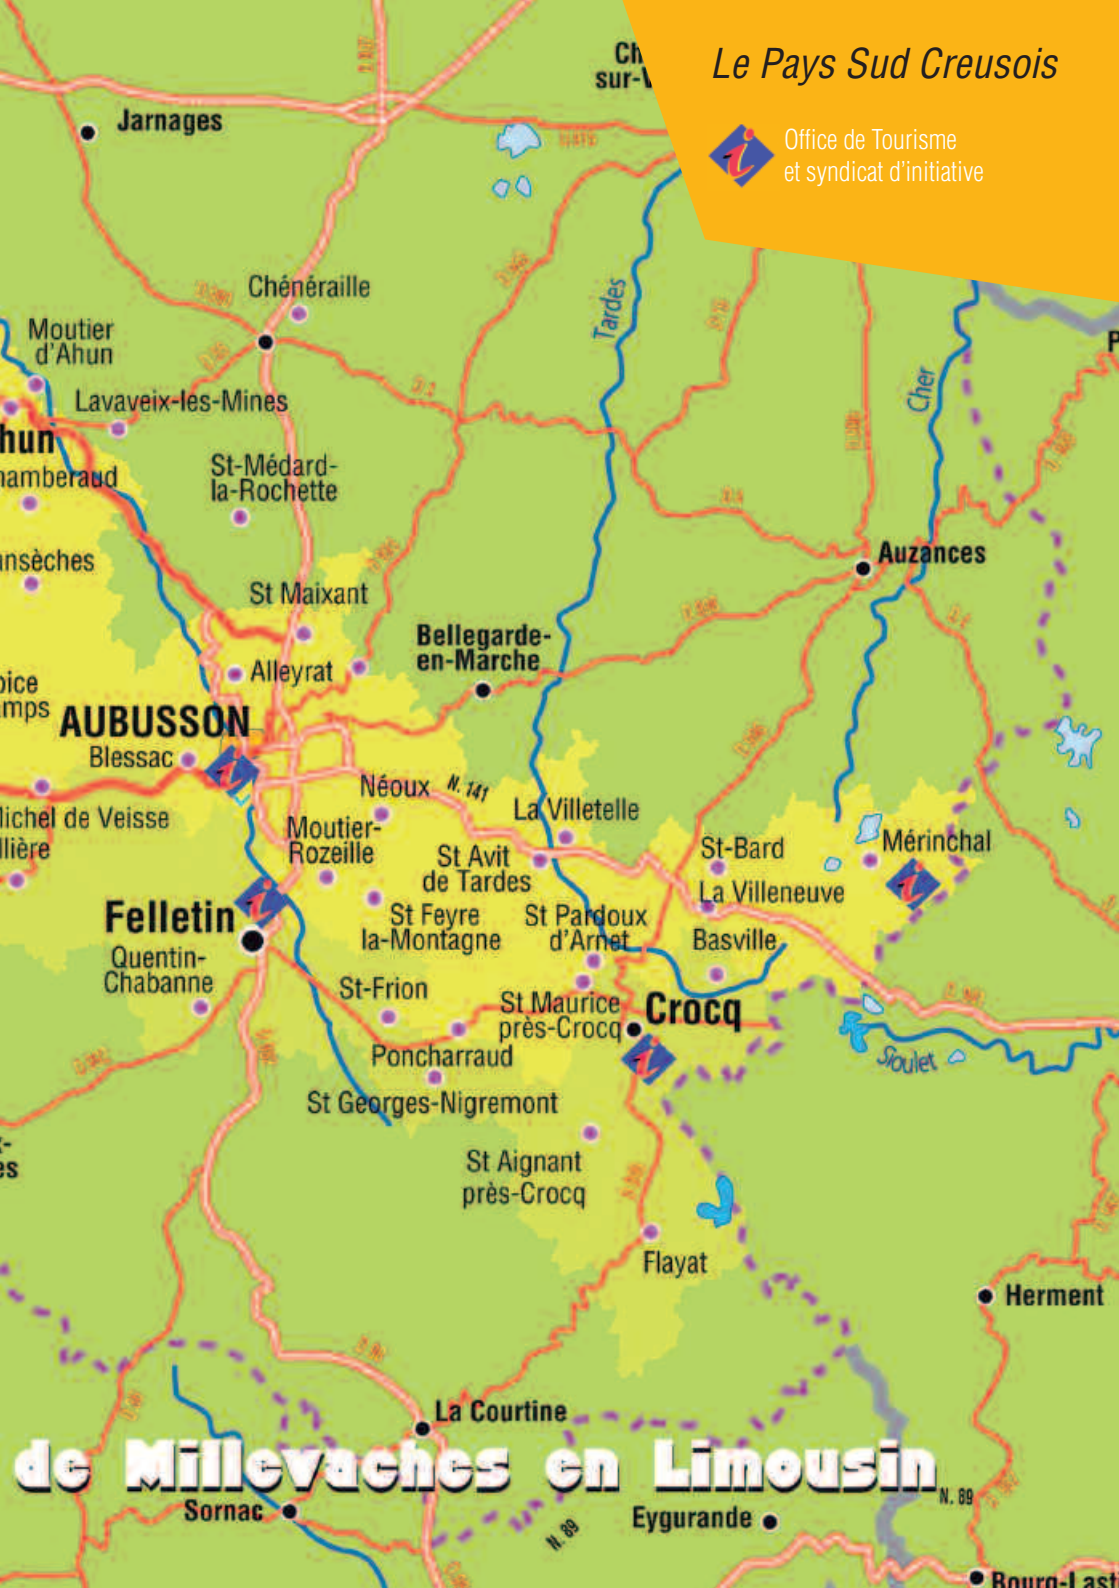 Le Pays Sud Creusois
Office de Tourisme
et syndicat d'initiative
Jarnages
Chénéraille
Tardes
Moutier
d'Ahun
Cher
Lavaveix-les-Mines
St-Médard-
la-Rochette
Auzances
St Maixant
Bellegarde-
en-Marche
Alleyrat
AUBUSSON
Blessac
Néoux
N. 141
La Villetelle
Moutier-
Rozeille
St Avit
de Tardes
St-Bard
Mérinchal
La Villeneuve
Felletin
St Feyre
la-Montagne
St Pardoux
d'Arnet
Basville
Quentin-
Chabanne
St-Frion
St Maurice
près-Crocq
Crocq
Poncharraud
Sioulet
St Georges-Nigremont
St Aignant
près-Crocq
Flayat
Herment
La Courtine
de Millevaches en Limousin
N. 89
Sornac
N. 89
Eygurande